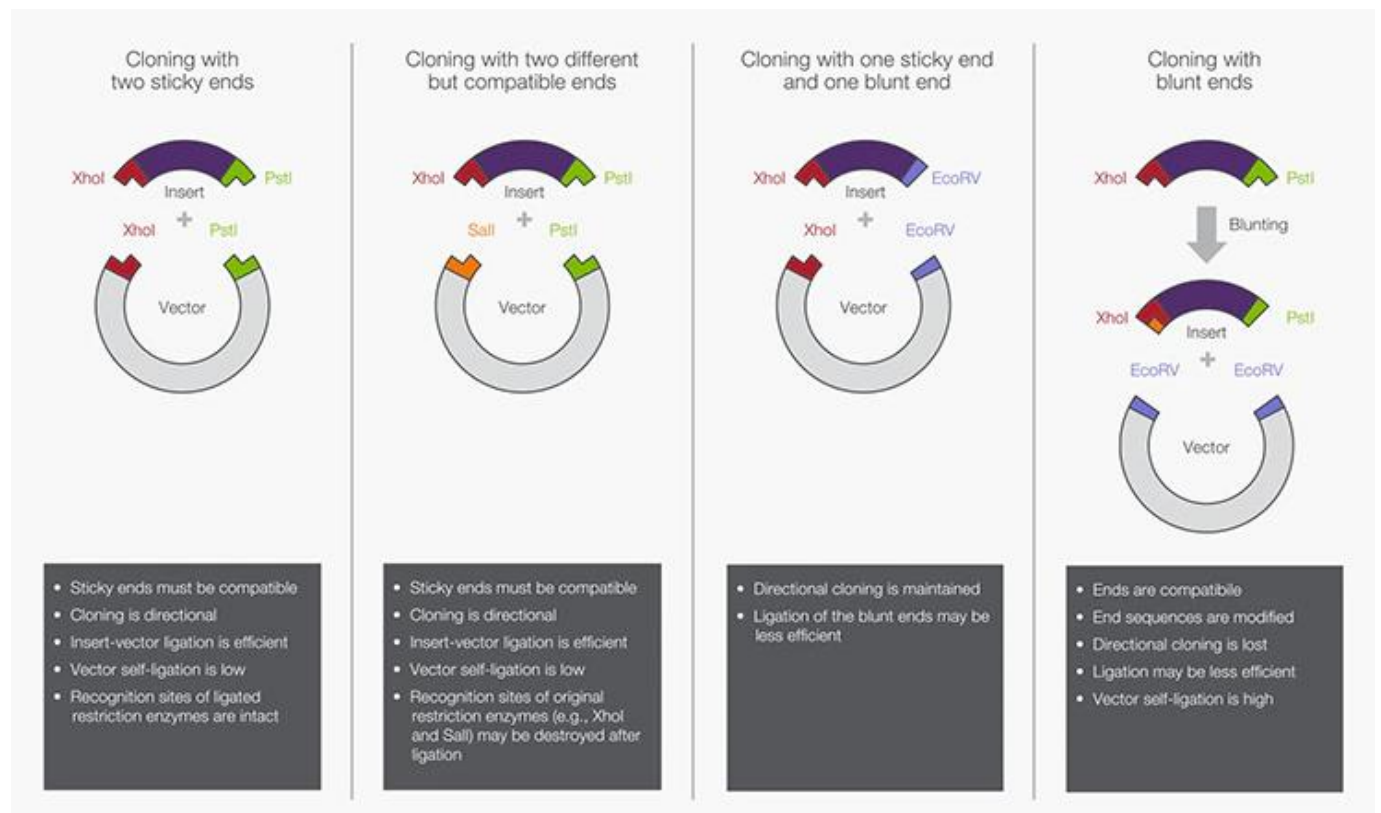 Cloning with
two sticky ends
XhoI
PstI
Insert
+
XhoI
PstI
Vector
• Sticky ends must be compatible
• Cloning is directional
• Insert-vector ligation is efficient
• Vector self-ligation is low
• Recognition sites of ligated
restriction enzymes are intact
Cloning with two different
but compatible ends
XhoI
PstI
Insert
+
SalI
PstI
Vector
• Sticky ends must be compatible
• Cloning is directional
• Insert-vector ligation is efficient
• Vector self-ligation is low
• Recognition sites of original
restriction enzymes (e.g., XhoI
and SalI) may be destroyed after
ligation
Cloning with one sticky end
and one blunt end
XhoI
EcoRV
Insert
+
XhoI
EcoRV
Vector
• Directional cloning is maintained
• Ligation of the blunt ends may be
less efficient
Cloning with
blunt ends
XhoI
PstI
Blunting
XhoI
PstI
Insert
+
EcoRV
EcoRV
Vector
• Ends are compatibile
• End sequences are modified
• Directional cloning is lost
• Ligation may be less efficient
• Vector self-ligation is high